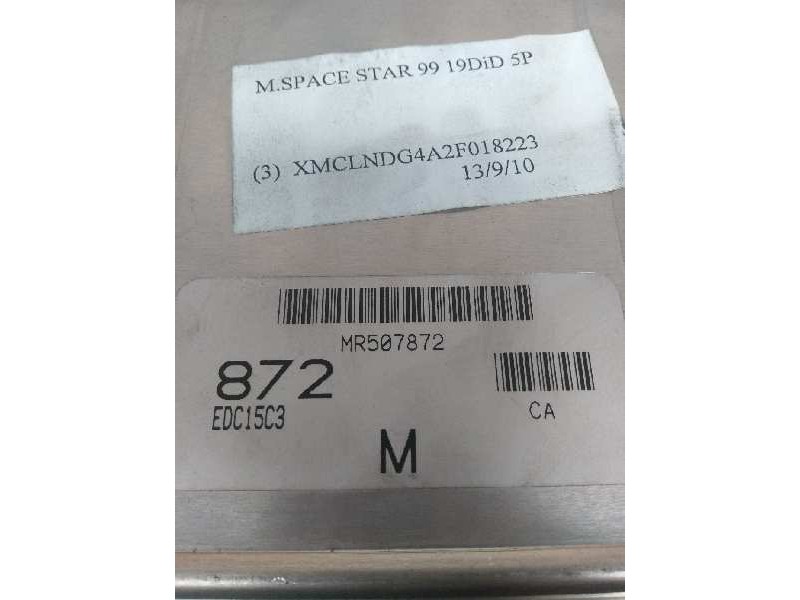 M.SPACE STAR 99 19DiD 5P
(3) XMCLNDG4A2F018223
13/9/10
MR507872
872
EDC15C3
CA
M